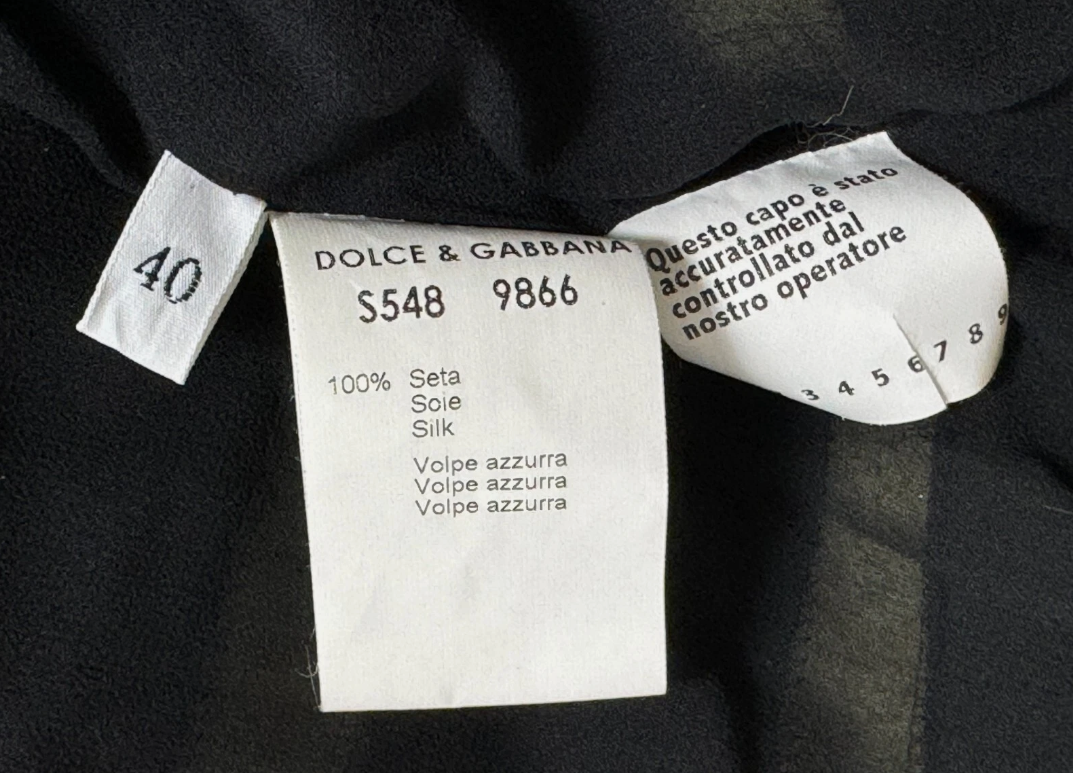 40
DOLCE & GABBANA
S548 9866
100% Seta
Soie
Silk
Volpe azzurra
Volpe azzurra
Volpe azzurra
Questo capo è stato
accuratamente
controllato dal
nostro operatore
3 4 5 6 7 8 9